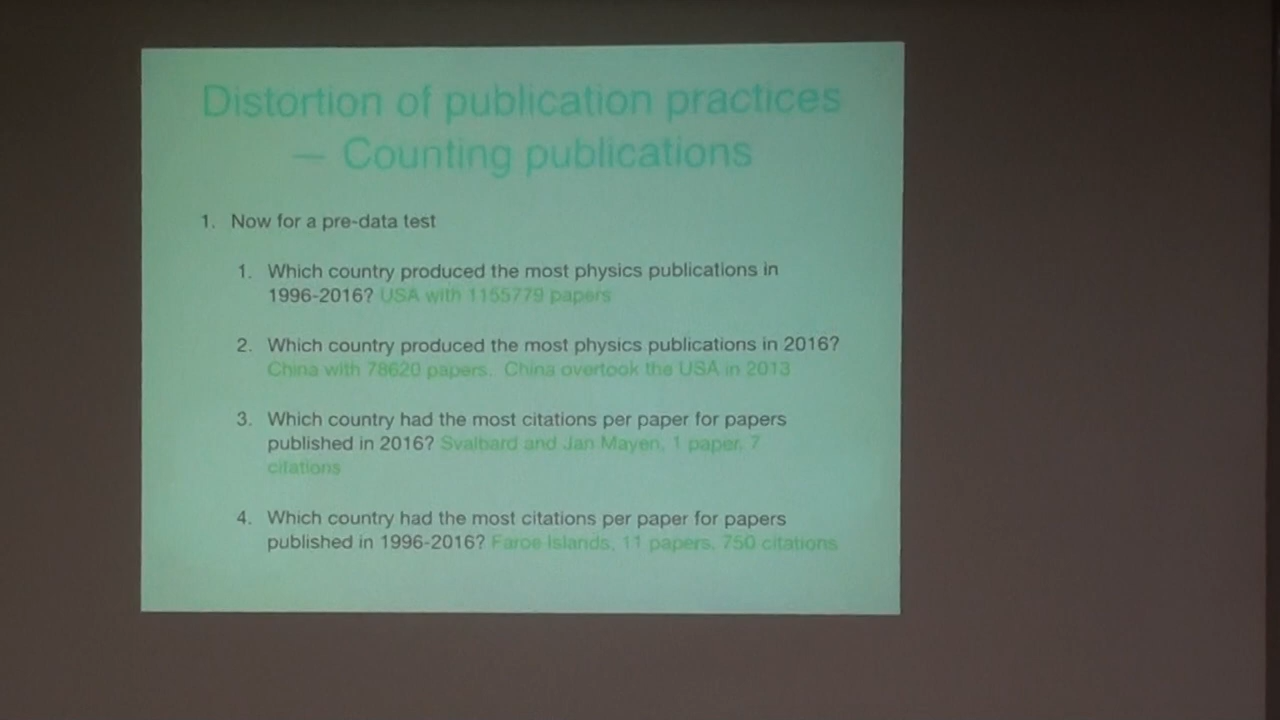 Distortion of publication practices
— Counting publications
1. Now for a pre-data test
1. Which country produced the most physics publications in
1996-2016? USA with 1155779 papers
2. Which country produced the most physics publications in 2016?
China with 78620 papers. China overtook the USA in 2013
3. Which country had the most citations per paper for papers
published in 2016? Svalbard and Jan Mayen, 1 paper, 7
citations
4. Which country had the most citations per paper for papers
published in 1996-2016? Faroe Islands, 11 papers, 750 citations